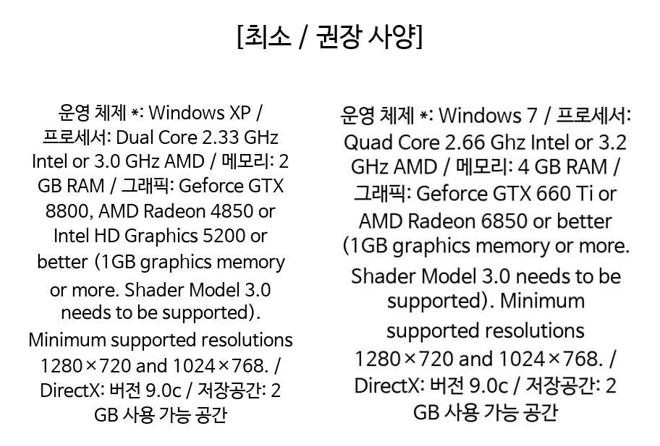 [최소 / 권장 사양]
운영 체제 *: Windows XP /
프로세서: Dual Core 2.33 GHz
Intel or 3.0 GHz AMD / 메모리: 2
GB RAM / 그래픽: Geforce GTX
8800, AMD Radeon 4850 or
Intel HD Graphics 5200 or
better (1GB graphics memory
or more. Shader Model 3.0
needs to be supported).
Minimum supported resolutions
1280×720 and 1024×768. /
DirectX: 버전 9.0c / 저장공간: 2
GB 사용 가능 공간
운영 체제 *: Windows 7 / 프로세서:
Quad Core 2.66 Ghz Intel or 3.2
GHz AMD / 메모리: 4 GB RAM /
그래픽: Geforce GTX 660 Ti or
AMD Radeon 6850 or better
(1GB graphics memory or more.
Shader Model 3.0 needs to be
supported). Minimum
supported resolutions
1280×720 and 1024×768. /
DirectX: 버전 9.0c / 저장공간: 2
GB 사용 가능 공간